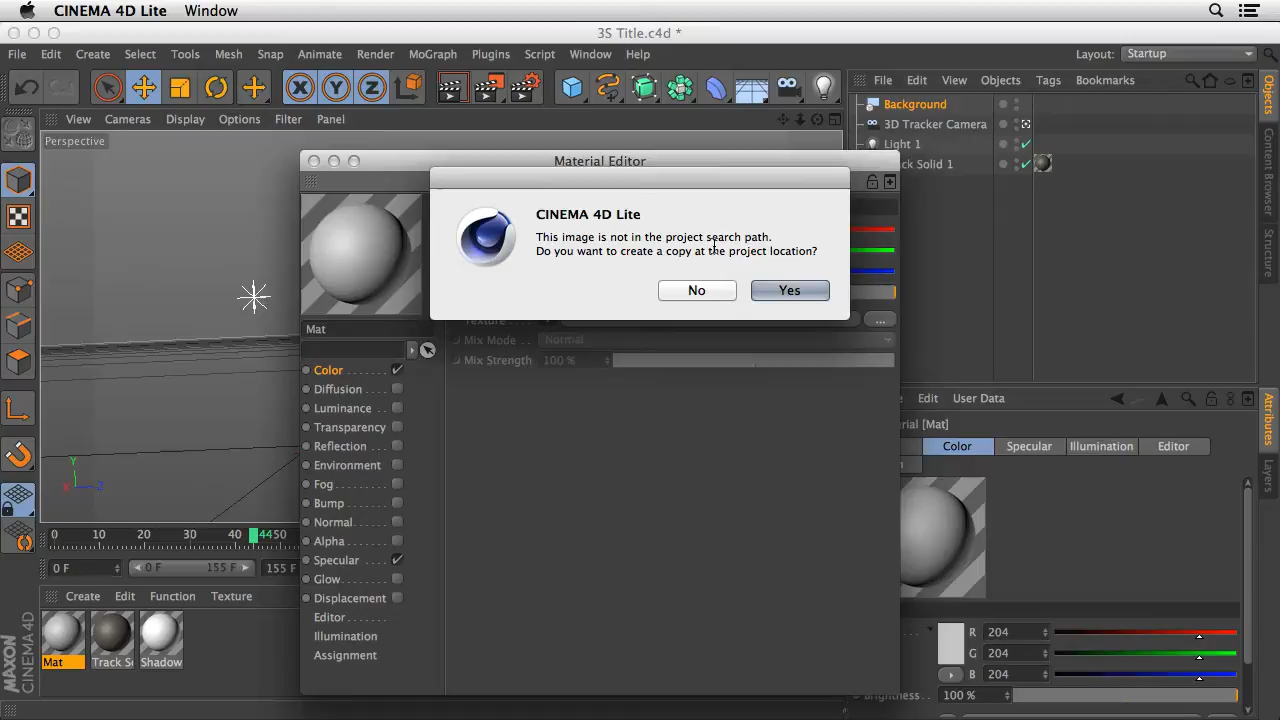 CINEMA 4D Lite Window
3S Title.c4d *
File Edit Create Select Tools Mesh Snap Animate Render MoGraph Plugins Script Window Help Layout: Startup
File Edit View Objects Tags Bookmarks
View Cameras Display Options Filter Panel
Perspective
Background
3D Tracker Camera
Light 1
ck Solid 1
Objects
Content Browser
Structure
Material Editor
CINEMA 4D Lite
This image is not in the project search path.
Do you want to create a copy at the project location?
No Yes
Texture
Mix Mode Normal
Mix Strength 100 %
Mat
Color
Diffusion
Luminance
Transparency
Reflection
Environment
Fog
Bump
Normal
Alpha
Specular
Glow
Displacement
Editor
Illumination
Assignment
Y
X Z
0 10 20 30 40 4450
0 F 0 F 155 F 155 F
Create Edit Function Texture
Mat Track So Shadow
MAXON
CINEMA 4D
Edit User Data
rial [Mat]
Color Specular Illumination Editor
Attributes
Layers
R 204
G 204
B 204
Brightness 100 %